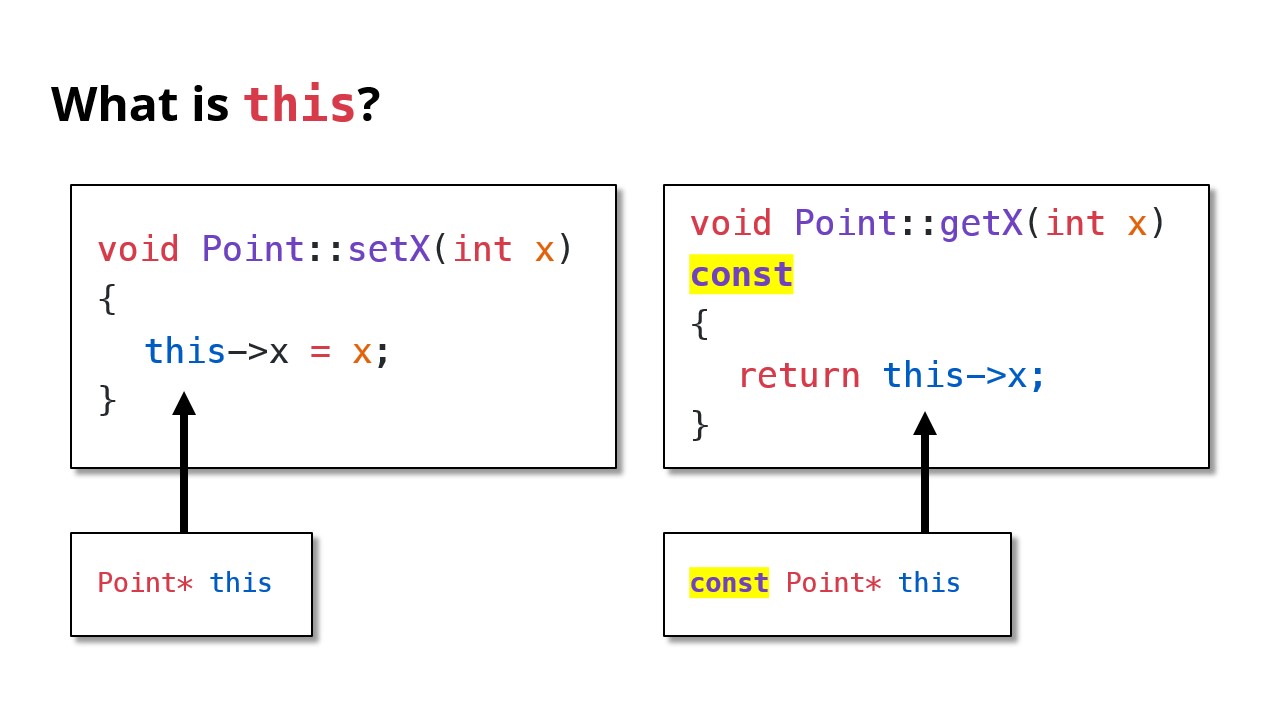 What is this?
void Point::setX(int x)
{
this->x = x;
}
void Point::getX(int x)
const
{
return this->x;
}
Point* this
const Point* this